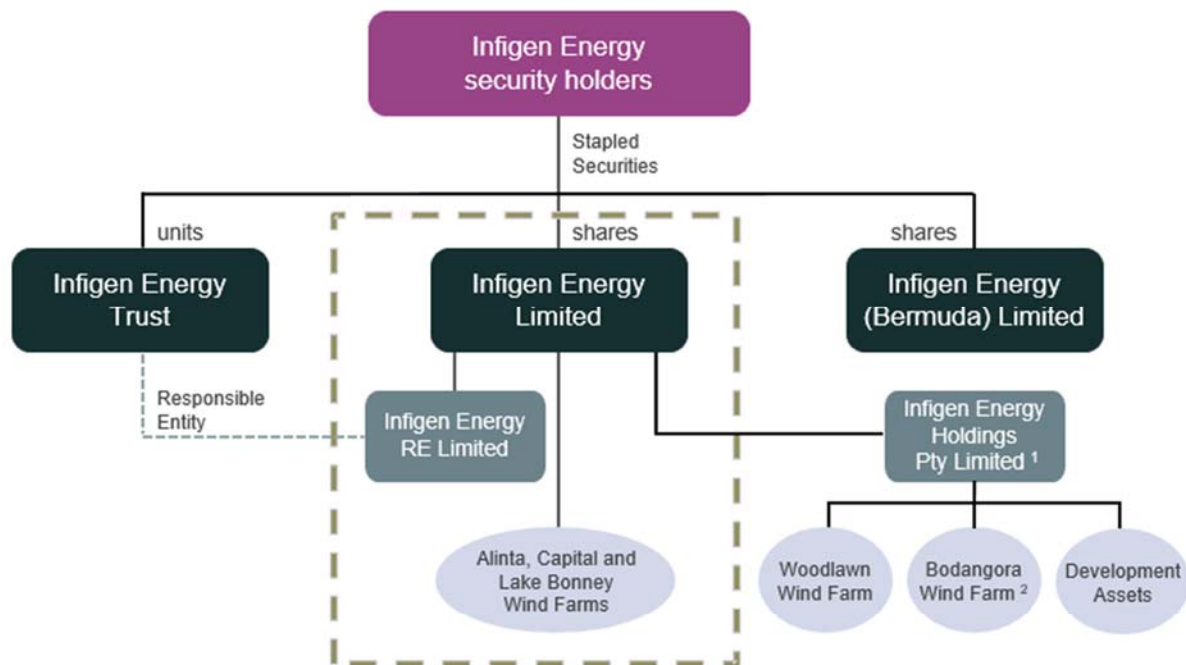 Infigen Energy
security holders
Stapled
Securities
units
shares
shares
Infigen Energy
Trust
Infigen Energy
Limited
Infigen Energy
(Bermuda) Limited
Responsible
Entity
Infigen Energy
RE Limited
Infigen Energy
Holdings
Pty Limited ¹
Alinta, Capital and
Lake Bonney
Wind Farms
Woodlawn
Wind Farm
Bodangora
Wind Farm ²
Development
Assets